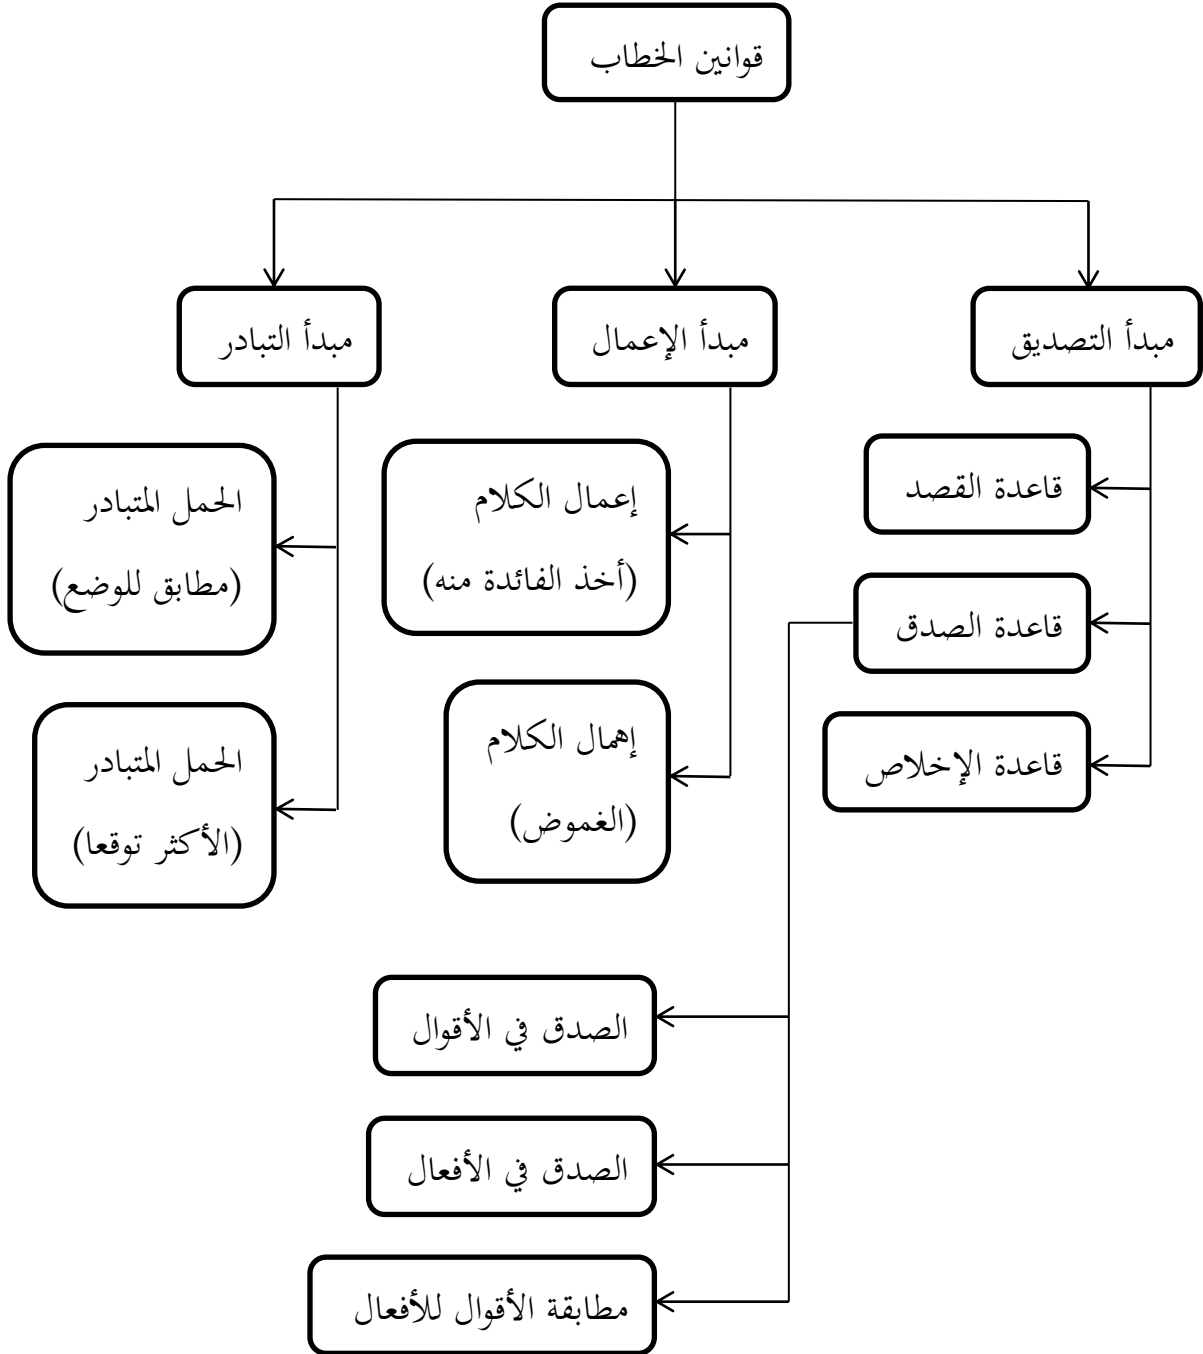 قوانين الخطاب
مبدأ التصديق
مبدأ الإعمال
مبدأ التبادر
قاعدة القصد
قاعدة الصدق
قاعدة الإخلاص
إعمال الكلام
(أخذ الفائدة منه)
إهمال الكلام
(الغموض)
الحمل المتبادر
(مطابق للوضع)
الحمل المتبادر
(الأكثر توقعا)
الصدق في الأقوال
الصدق في الأفعال
مطابقة الأقوال للأفعال